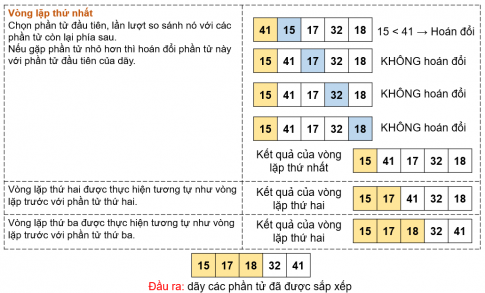 Vòng lặp thứ nhất
Chọn phần tử đầu tiên, lần lượt so sánh nó với các
phần tử còn lại phía sau.
Nếu gặp phần tử nhỏ hơn thì hoán đổi phần tử này
với phần tử đầu tiên của dãy.
41 15 17 32 18 15 < 41 → Hoán đổi
15 41 17 32 18 KHÔNG hoán đổi
15 41 17 32 18 KHÔNG hoán đổi
15 41 17 32 18 KHÔNG hoán đổi
Kết quả của vòng
lặp thứ nhất
15 41 17 32 18
Vòng lặp thứ hai được thực hiện tương tự như vòng
lặp trước với phần tử thứ hai.
Kết quả của vòng
lặp thứ hai
15 17 41 32 18
Vòng lặp thứ ba được thực hiện tương tự như vòng
lặp trước với phần tử thứ ba.
Kết quả của vòng
lặp thứ hai
15 17 18 32 41
15 17 18 32 41
Đầu ra: dãy các phần tử đã được sắp xếp